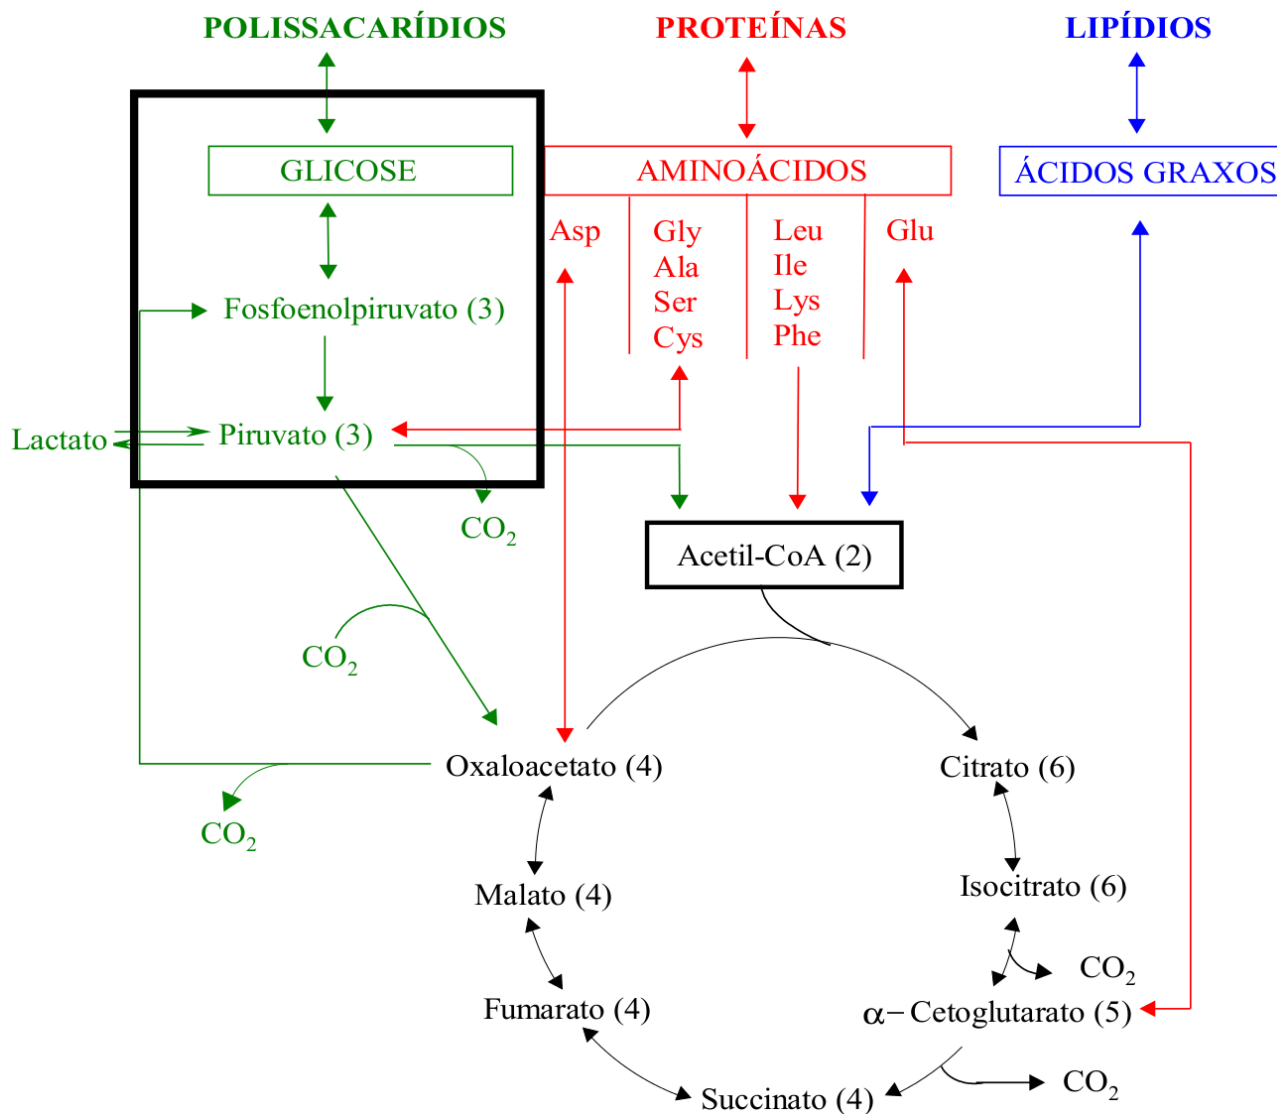 POLISSACARÍDIOS
PROTEÍNAS
LIPÍDIOS
GLICOSE
AMINOÁCIDOS
ÁCIDOS GRAXOS
Asp
Gly
Ala
Ser
Cys
Leu
Ile
Lys
Phe
Glu
Fosfoenolpiruvato (3)
Lactato
Piruvato (3)
CO2
Acetil-CoA (2)
CO2
Oxaloacetato (4)
Citrato (6)
CO2
Malato (4)
Isocitrato (6)
CO2
Fumarato (4)
α– Cetoglutarato (5)
CO2
Succinato (4)